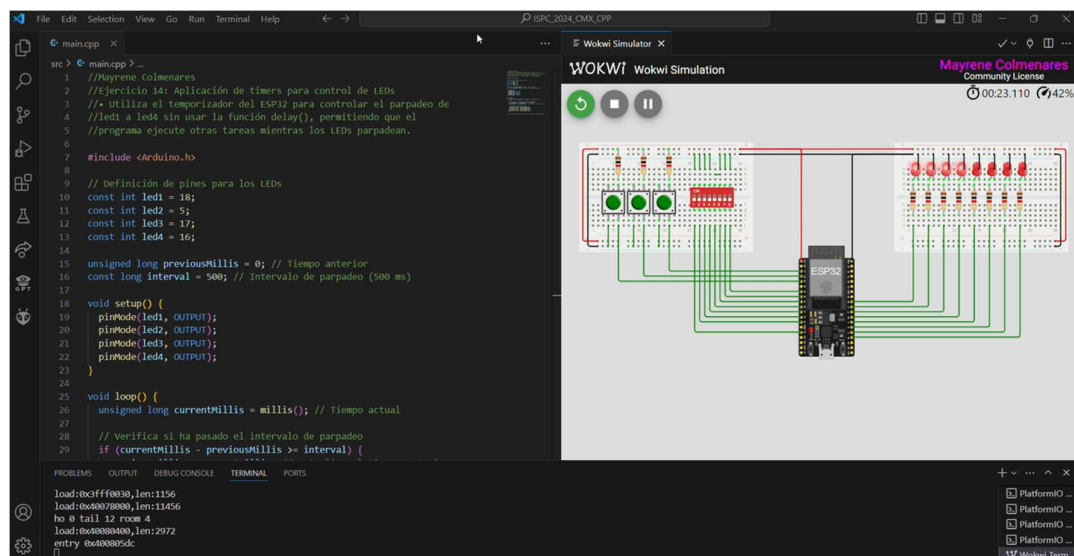 File Edit Selection View Go Run Terminal Help
ISPC_2024_CMX_CPP
main.cpp
src > main.cpp > ...
1 //Mayrene Colmenares
2 //Ejercicio 14: Aplicación de timers para control de LEDs
3 //• Utiliza el temporizador del ESP32 para controlar el parpadeo de
4 //led1 a led4 sin usar la función delay(), permitiendo que el
5 //programa ejecute otras tareas mientras los LEDs parpadean.
6
7 #include <Arduino.h>
8
9 // Definición de pines para los LEDs
10 const int led1 = 18;
11 const int led2 = 5;
12 const int led3 = 17;
13 const int led4 = 16;
14
15 unsigned long previousMillis = 0; // Tiempo anterior
16 const long interval = 500; // Intervalo de parpadeo (500 ms)
17
18 void setup() {
19 pinMode(led1, OUTPUT);
20 pinMode(led2, OUTPUT);
21 pinMode(led3, OUTPUT);
22 pinMode(led4, OUTPUT);
23 }
24
25 void loop() {
26 unsigned long currentMillis = millis(); // Tiempo actual
27
28 // Verifica si ha pasado el intervalo de parpadeo
29 if (currentMillis - previousMillis >= interval) {
Wokwi Simulator
WOKWi Wokwi Simulation
Mayrene Colmenares
Community License
00:23.110 42%
ESP32
PROBLEMS OUTPUT DEBUG CONSOLE TERMINAL PORTS
load:0x3fff0030,len:1156
load:0x40078000,len:11456
ho 0 tail 12 room 4
load:0x40080400,len:2972
entry 0x400805dc
PlatformIO ...
PlatformIO ...
PlatformIO ...
PlatformIO ...
Wokwi Term...